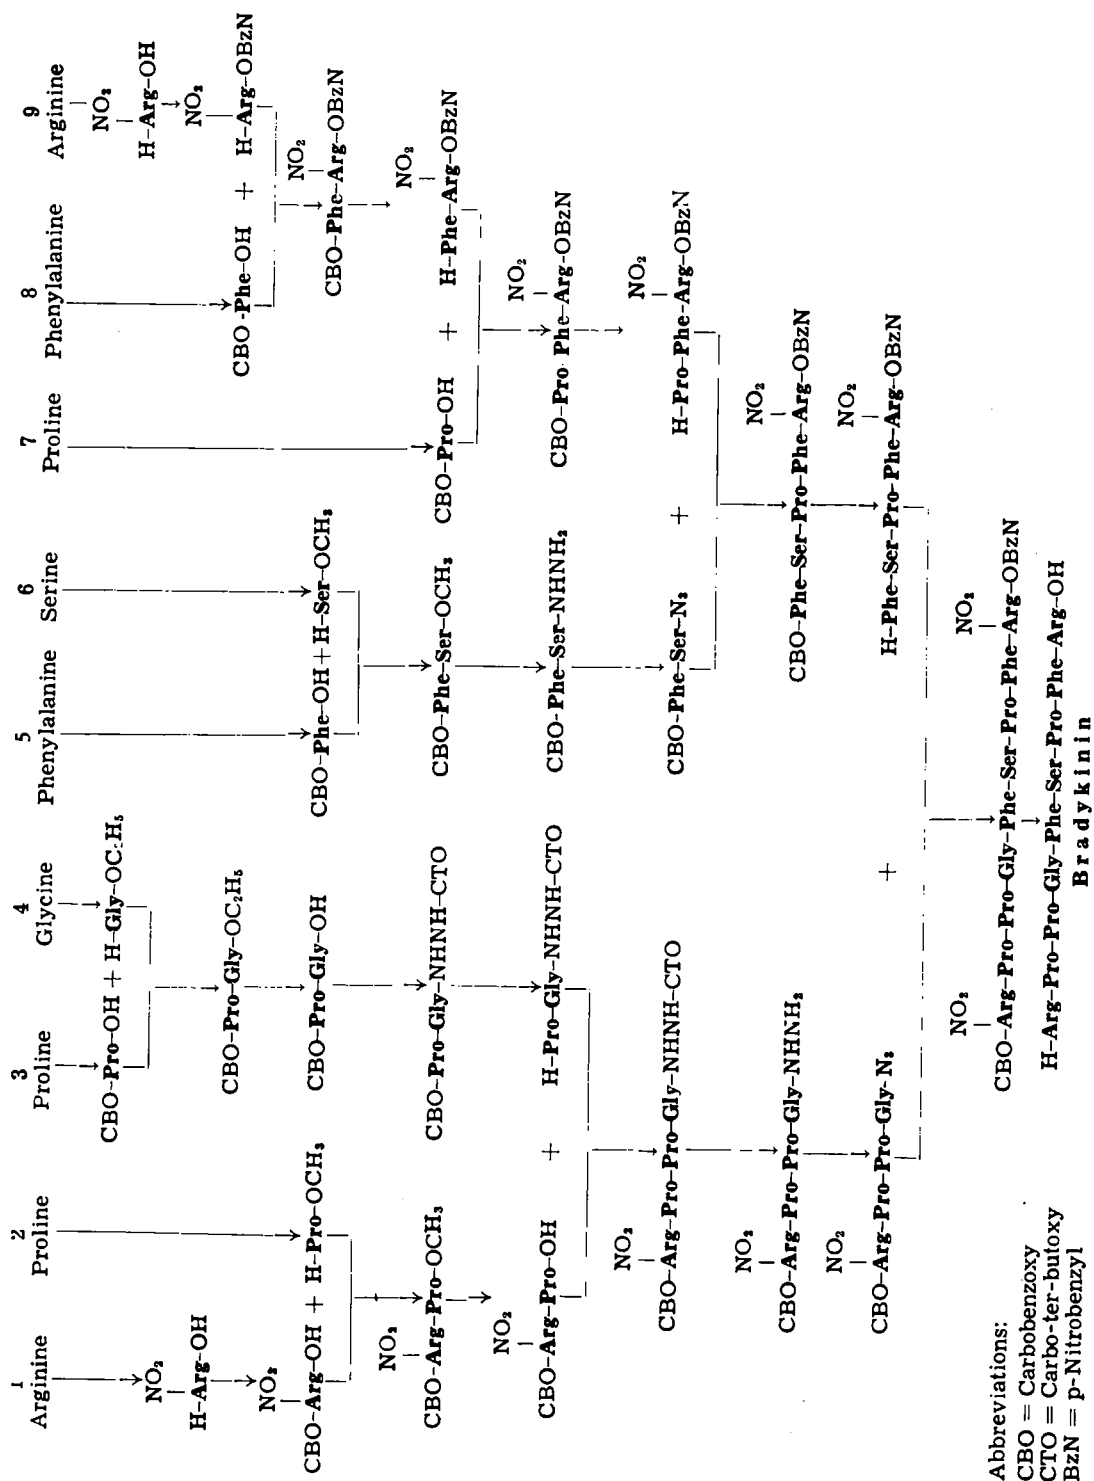 1 2 3 4 5 6 7 8 9
Arginine Proline Proline Glycine Phenylalanine Serine Proline Phenylalanine Arginine
NO₂
H-Arg-OH
NO₂
CBO-Arg-OH + H-Pro-OCH₃
NO₂
CBO-Arg-Pro-OCH₃
NO₂
CBO-Arg-Pro-OH
+
CBO-Pro-OH + H-Gly-OC₂H₅
CBO-Pro-Gly-OC₂H₅
CBO-Pro-Gly-OH
CBO-Pro-Gly-NHNH-CTO
H-Pro-Gly-NHNH-CTO
NO₂
CBO-Arg-Pro-Pro-Gly-NHNH-CTO
NO₂
CBO-Arg-Pro-Pro-Gly-NHNH₂
NO₂
CBO-Arg-Pro-Pro-Gly-N₃
+
CBO-Phe-OH + H-Ser-OCH₃
CBO-Phe-Ser-OCH₃
CBO-Phe-Ser-NHNH₂
CBO-Phe-Ser-N₃
+
NO₂
H-Arg-OH
NO₂
CBO-Phe-OH + H-Arg-OBzN
NO₂
CBO-Phe-Arg-OBzN
NO₂
CBO-Pro-OH + H-Phe-Arg-OBzN
NO₂
CBO-Pro Phe-Arg-OBzN
NO₂
H-Pro-Phe-Arg-OBzN
NO₂
CBO-Phe-Ser-Pro-Phe-Arg-OBzN
NO₂
H-Phe-Ser-Pro-Phe-Arg-OBzN
NO₂ NO₂
CBO-Arg-Pro-Pro-Gly-Phe-Ser-Pro-Phe-Arg-OBzN
H-Arg-Pro-Pro-Gly-Phe-Ser-Pro-Phe-Arg-OH
Bradykinin
Abbreviations:
CBO = Carbobenzoxy
CTO = Carbo-ter-butoxy
BzN = p-Nitrobenzyl